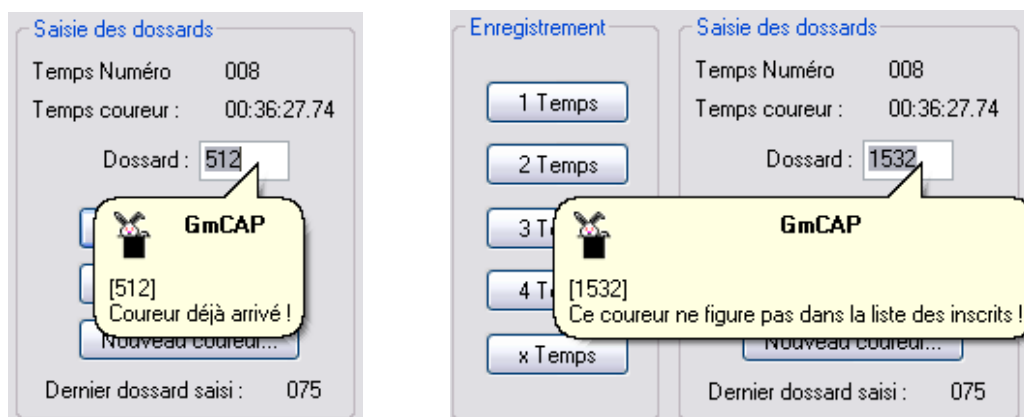 Saisie des dossards
Temps Numéro 008
Temps coureur : 00:36:27.74
Dossard : 512
GmCAP
[512]
Coureur déjà arrivé !
Nouveau coureur...
Dernier dossard saisi : 075
Enregistrement
1 Temps
2 Temps
3 Te
4 T
x Temps
Saisie des dossards
Temps Numéro 008
Temps coureur : 00:36:27.74
Dossard : 1532
GmCAP
[1532]
Ce coureur ne figure pas dans la liste des inscrits !
Nouveau coureur...
Dernier dossard saisi : 075